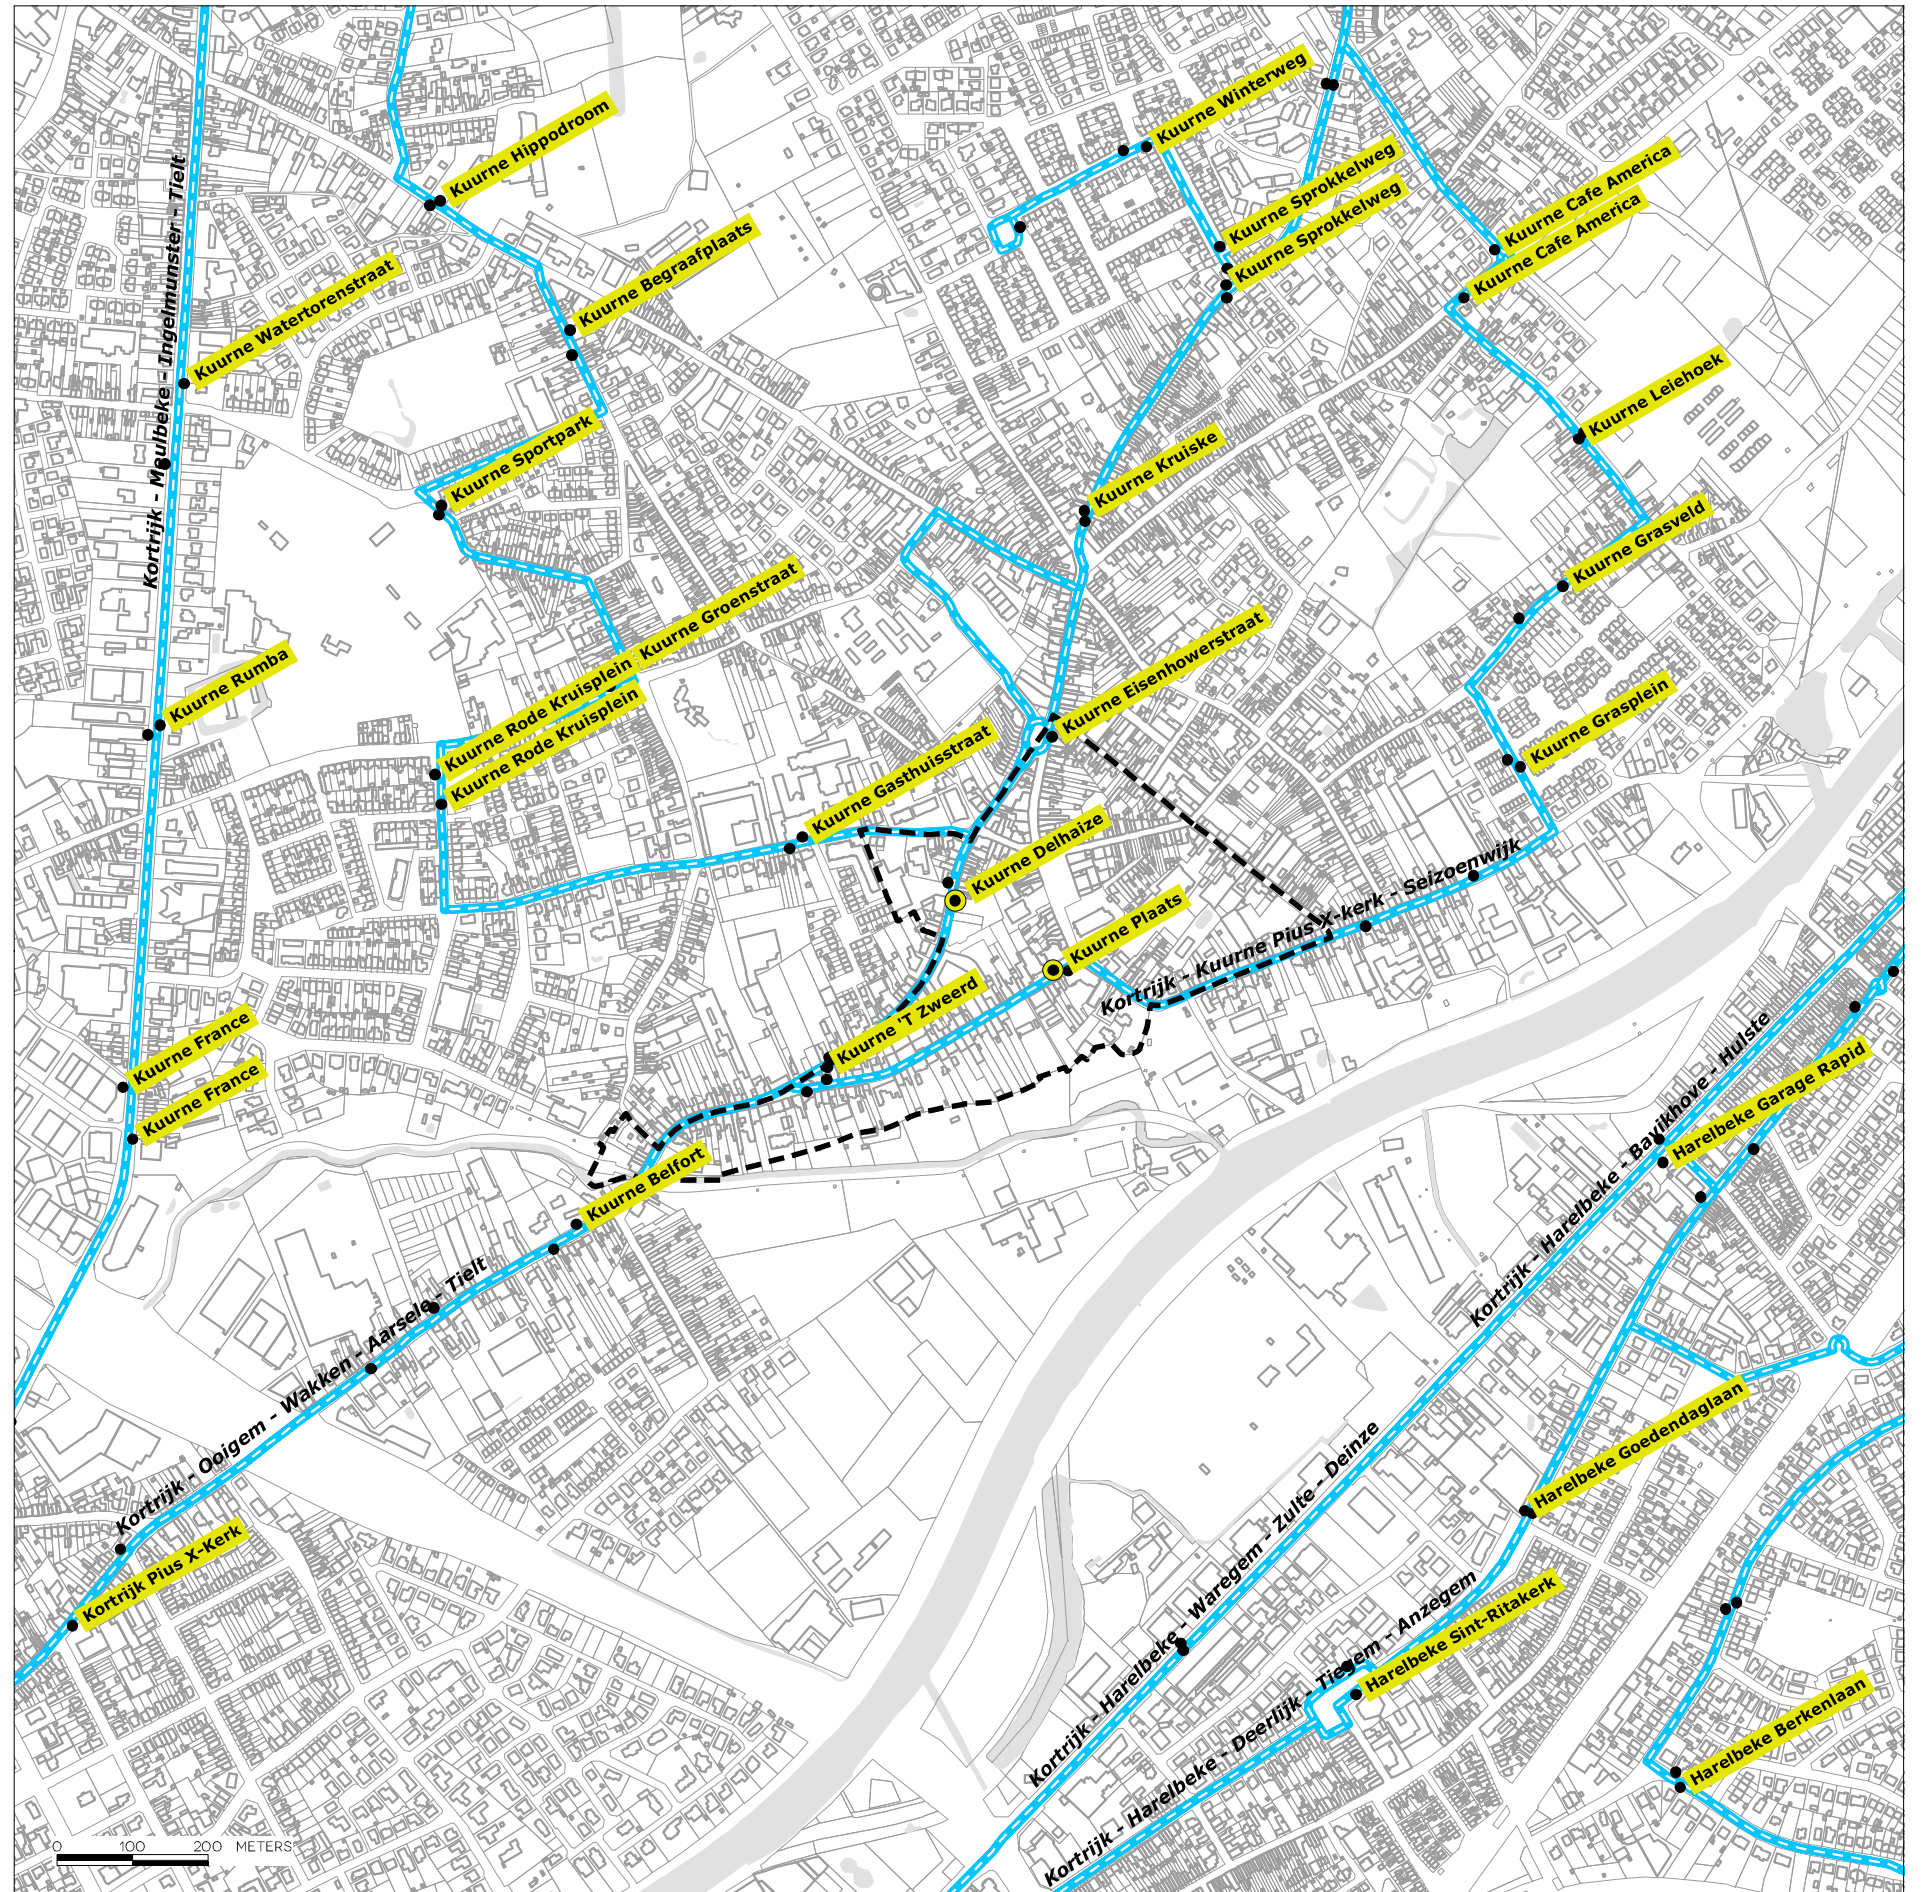 Kuurne Winterweg
Kuurne Hippodroom
Kuurne Sprokkelweg
Kuurne Sprokkelweg
Kuurne Cafe America
Kuurne Cafe America
Kortrijk - Meulbeke - Ingelmunster - Tielt
Kuurne Begraafplaats
Kuurne Watertorenstraat
Kuurne Leiehoek
Kuurne Sportpark
Kuurne Kruiske
Kuurne Grasveld
Kuurne Groenstraat
Kuurne Rode Kruisplein
Kuurne Rode Kruisplein
Kuurne Rumba
Kuurne Eisenhowerstraat
Kuurne Grasplein
Kuurne Gasthuisstraat
Kuurne Delhaize
Kortrijk - Kuurne Pius X-kerk - Seizoenwijk
Kuurne Plaats
Kuurne 'T Zweerd
Kuurne France
Kuurne France
Harelbeke Garage Rapid
Kuurne Belfort
Kortrijk - Harelbeke - Bavikhove - Hulste
Kortrijk - Ooigem - Wakken - Aarsele - Tielt
Harelbeke Goedendaglaan
Kortrijk - Harelbeke - Waregem - Zulte - Deinze
Kortrijk Pius X-Kerk
Harelbeke Sint-Ritakerk
Kortrijk - Harelbeke - Deerlijk - Tiegem - Anzegem
Harelbeke Berkenlaan
0 100 200 METERS